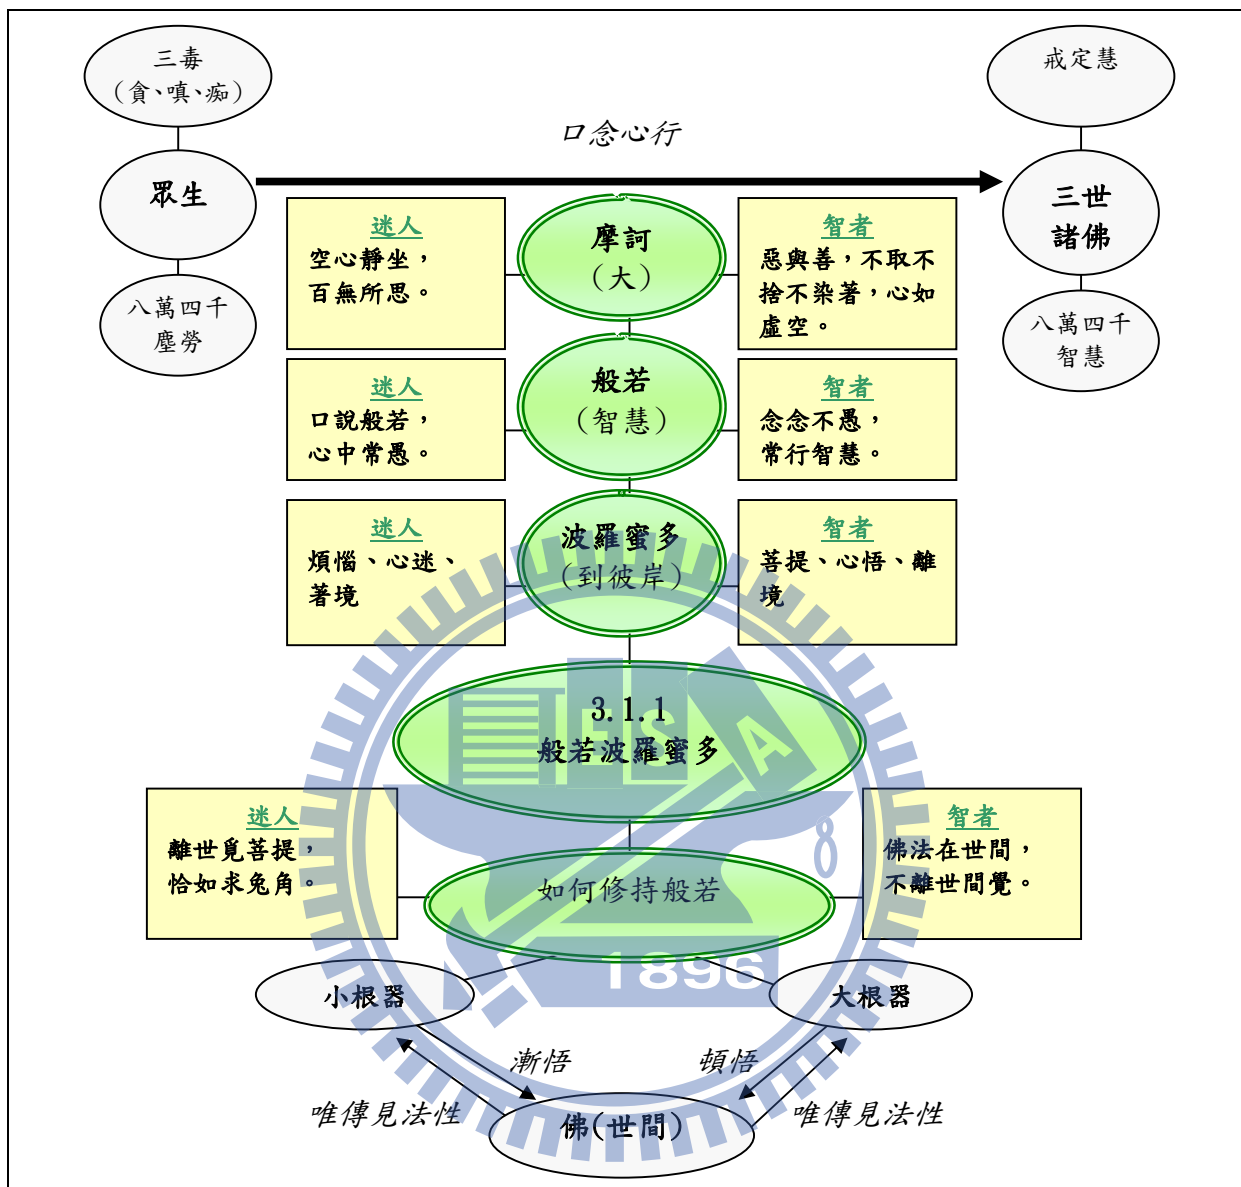 三毒
（貪、嗔、痴）
戒定慧
口念心行
眾生
三世
諸佛
八萬四千
塵勞
八萬四千
智慧
迷人
空心靜坐，
百無所思。
摩訶
（大）
智者
惡與善，不取不
捨不染著，心如
虛空。
迷人
口說般若，
心中常愚。
般若
（智慧）
智者
念念不愚，
常行智慧。
迷人
煩惱、心迷、
著境
波羅蜜多
（到彼岸）
智者
菩提、心悟、離
境
3.1.1
般若波羅蜜多
ES
A
迷人
離世覓菩提，
恰如求兔角。
如何修持般若
智者
佛法在世間，
不離世間覺。
1896
小根器
大根器
漸悟
頓悟
唯傳見法性
唯傳見法性
佛(世間)